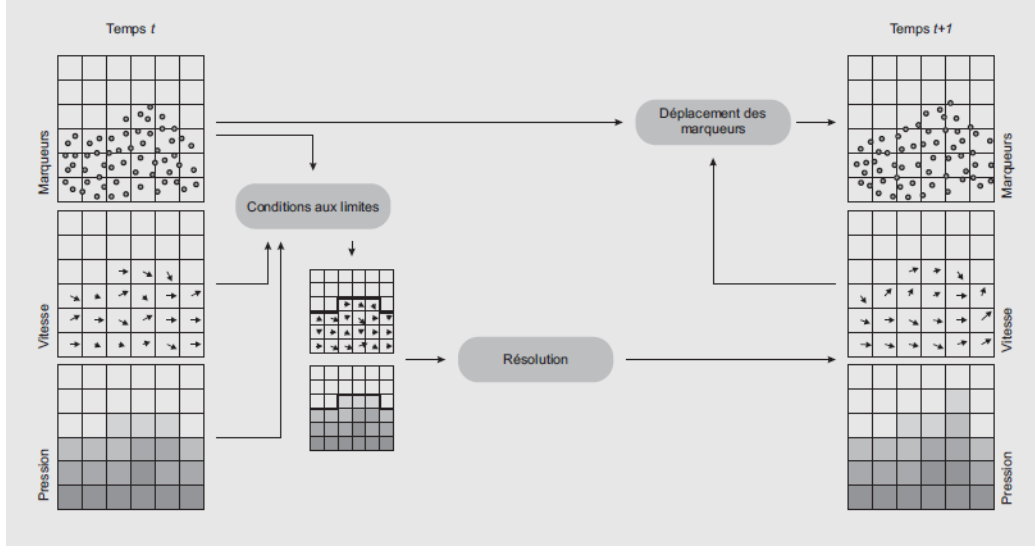 Temps t
Temps t+1
Marqueurs
Déplacement des
marqueurs
Marqueurs
Conditions aux limites
Vitesse
Résolution
Vitesse
Pression
Pression